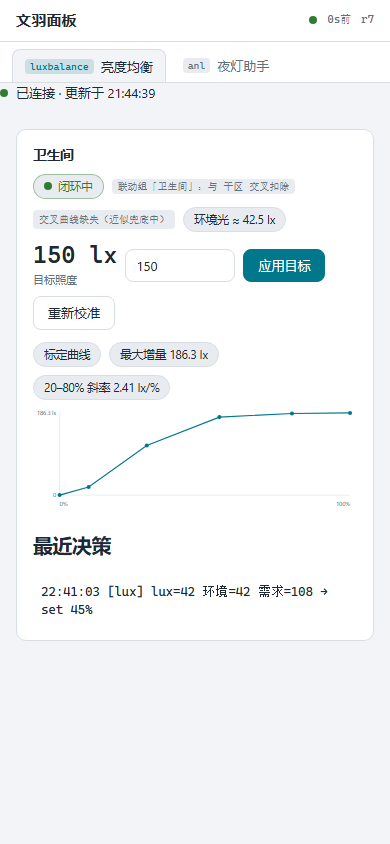 文羽面板
0s前 r7
luxbalance 亮度均衡 anl 夜灯助手
已连接 · 更新于 21:44:39
卫生间
闭环中 联动组「卫生间」：与 干区 交叉扣除
交叉曲线缺失（近似兜底中） 环境光 ≈ 42.5 lx
150 lx 150 应用目标
目标照度
重新校准
标定曲线 最大增量 186.3 lx
20–80% 斜率 2.41 lx/%
186.3 lx
0
0% 100%
最近决策
22:41:03 [lux] lux=42 环境=42 需求=108 →
set 45%